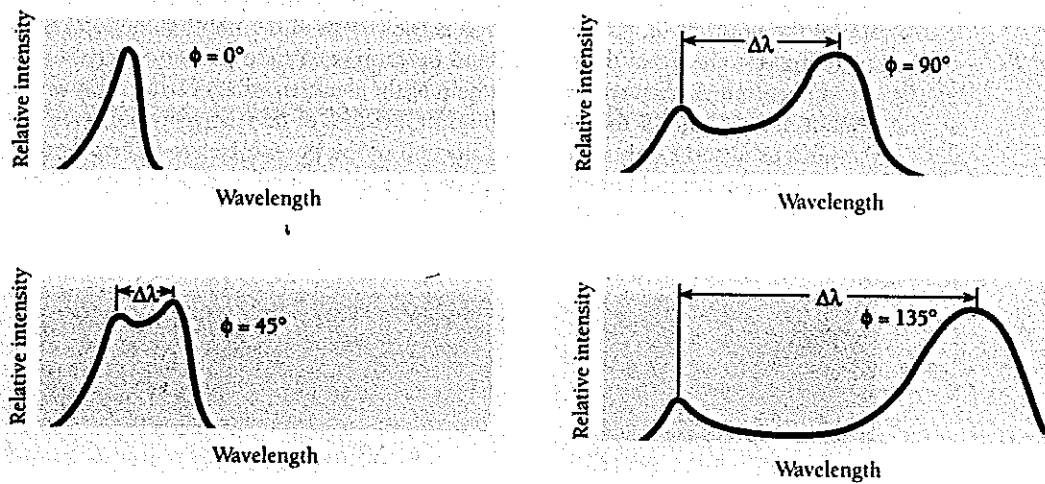 Relative intensity
ϕ = 0°
Wavelength
Relative intensity
Δλ
ϕ = 90°
Wavelength
Relative intensity
Δλ
ϕ = 45°
Wavelength
Relative intensity
Δλ
ϕ = 135°
Wavelength